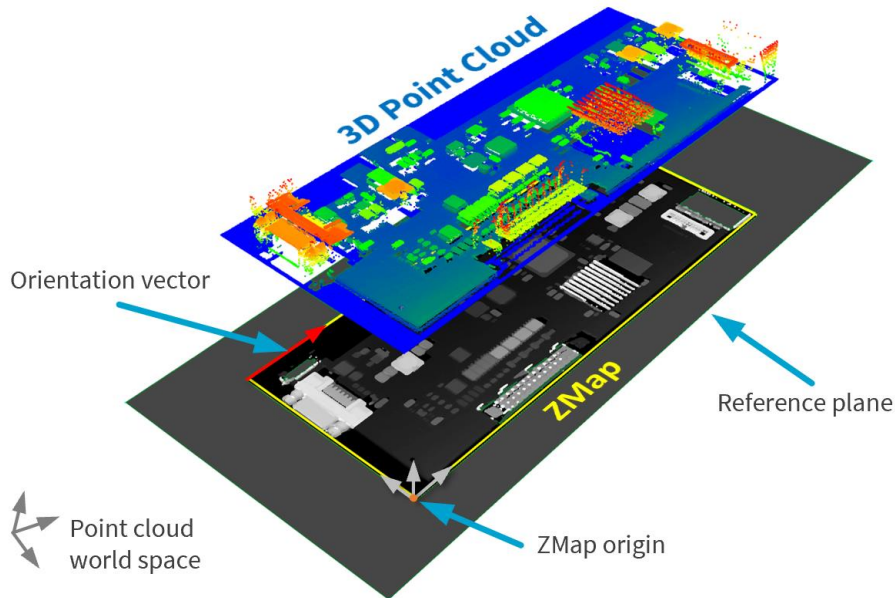 3D Point Cloud
Orientation vector
ZMap
Reference plane
ZMap origin
Point cloud
world space